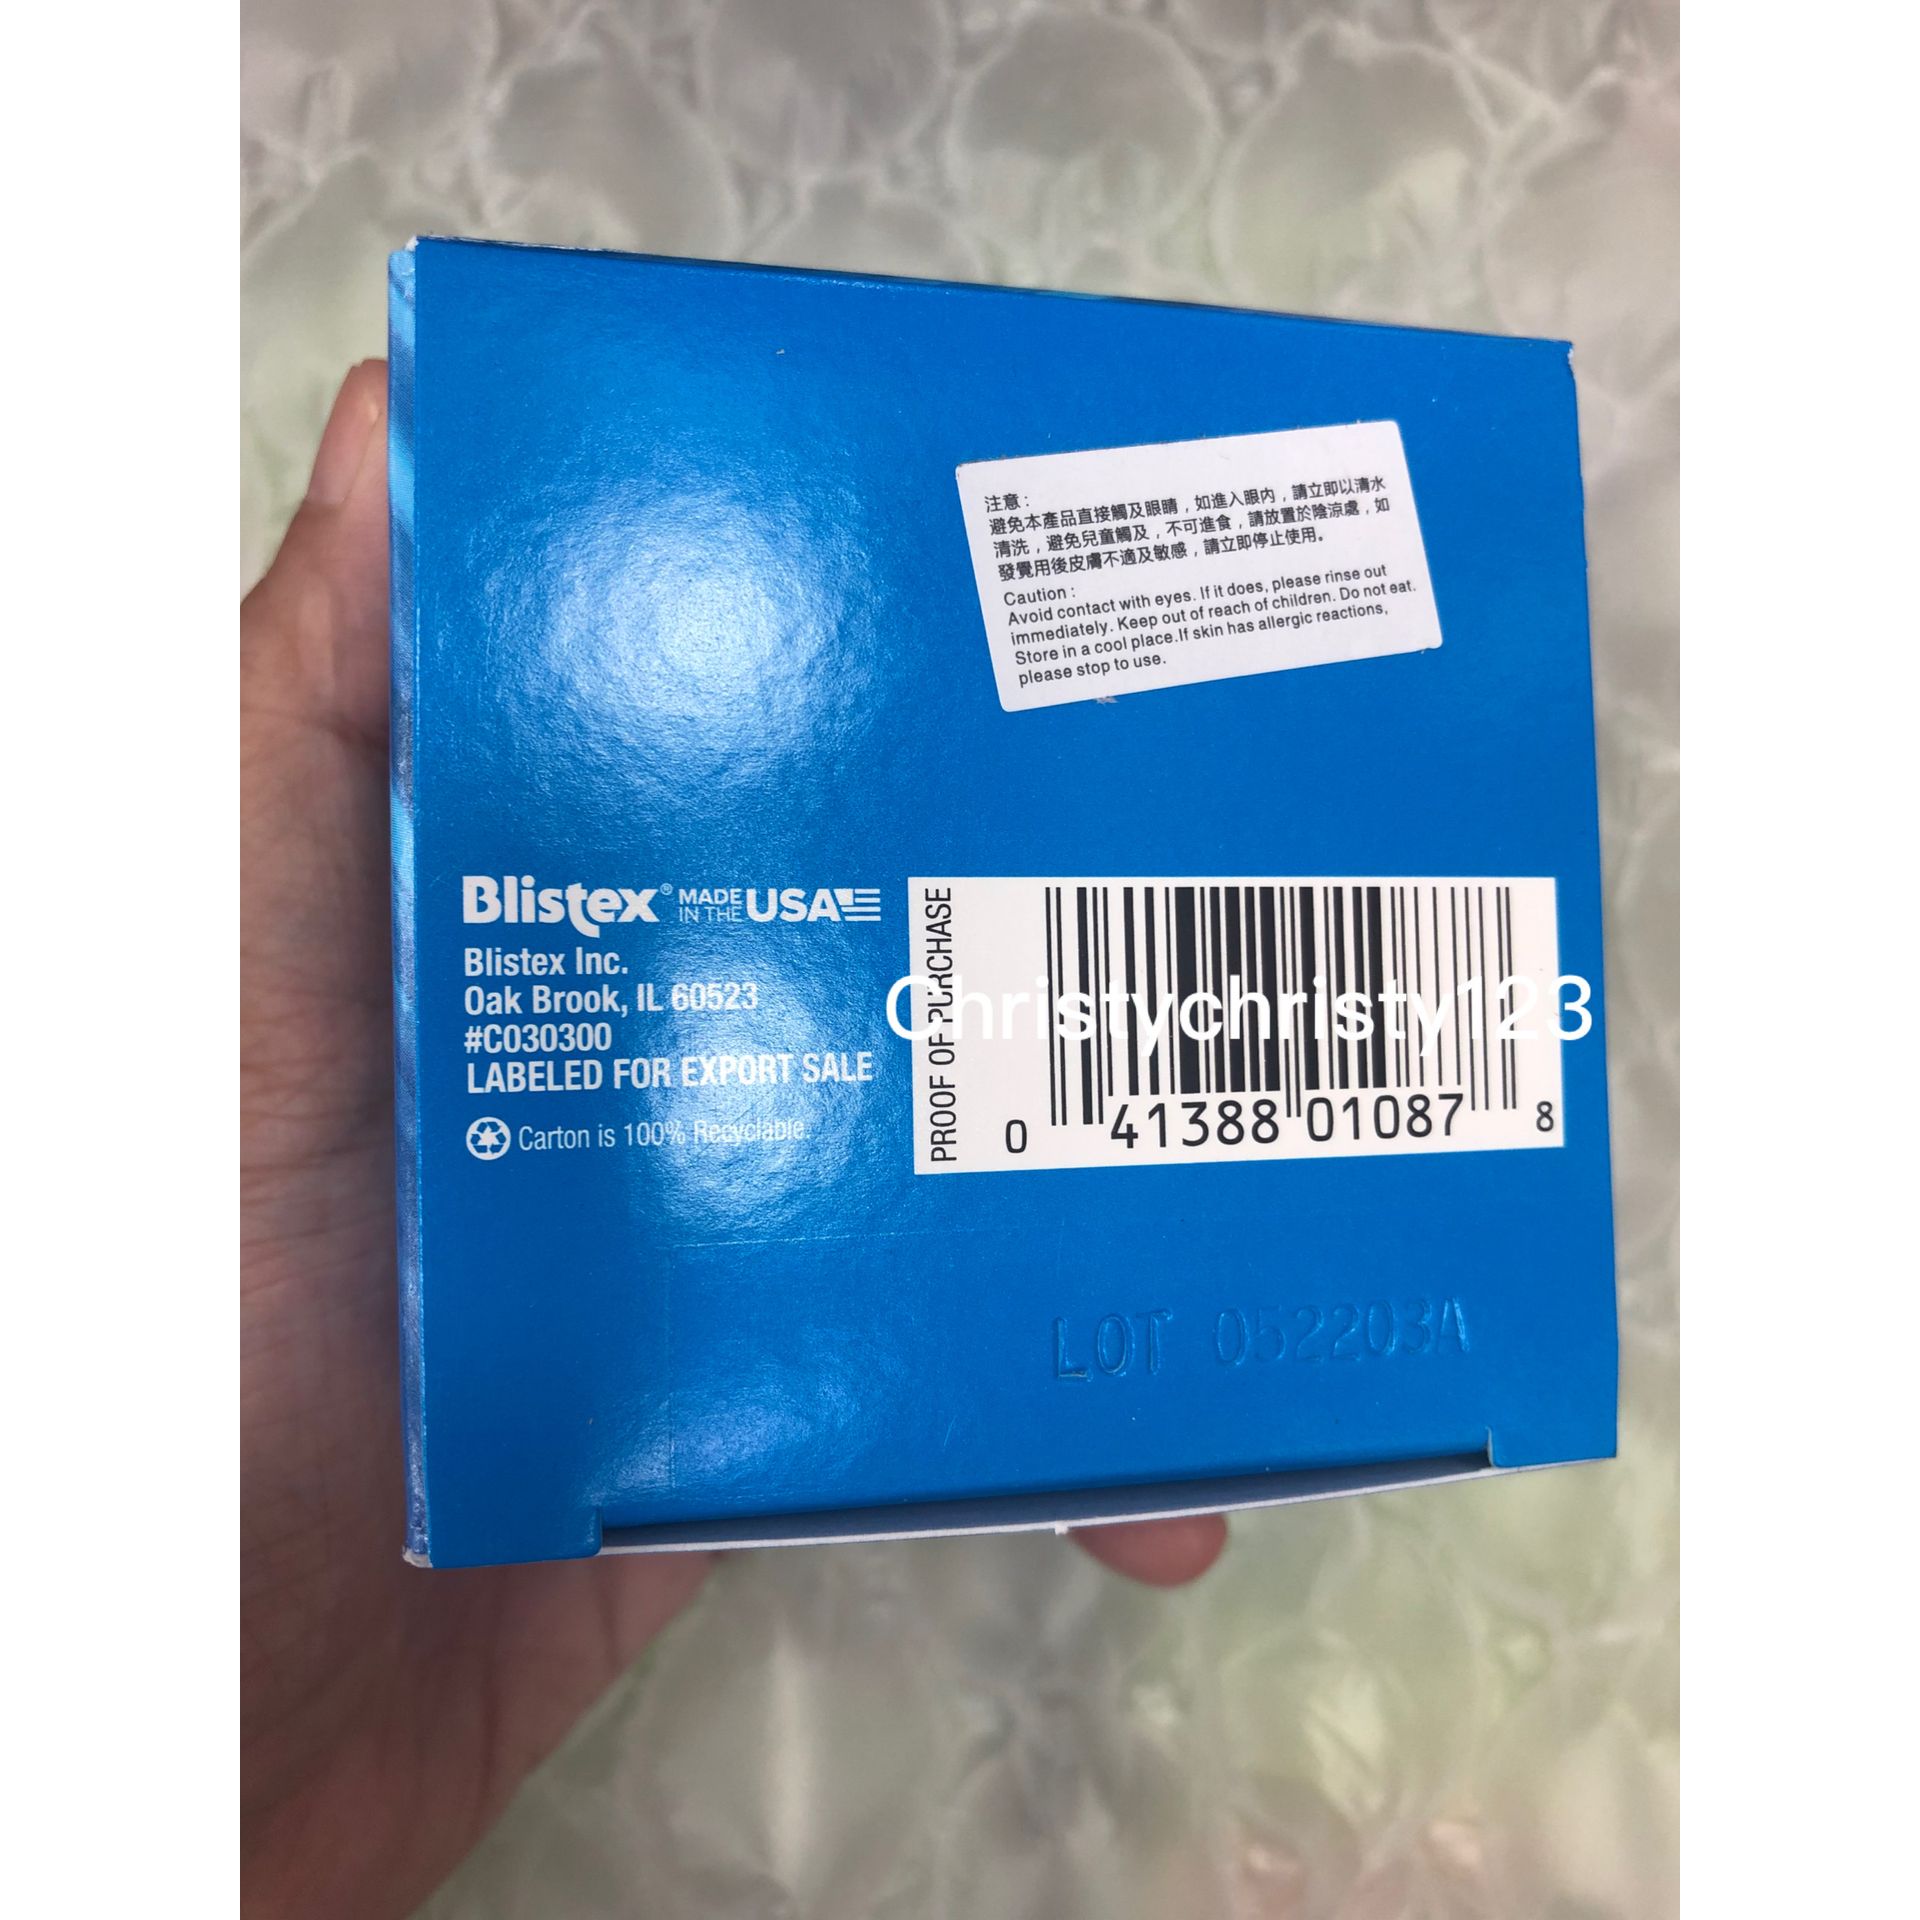 注意：
避免本產品直接觸及眼睛，如進入眼內，請立即以清水
清洗，避免兒童觸及，不可進食，請放置於陰涼處，如
發覺用後皮膚不適及敏感，請立即停止使用。
Caution :
Avoid contact with eyes. If it does, please rinse out
immediately. Keep out of reach of children. Do not eat.
Store in a cool place.If skin has allergic reactions,
please stop to use.
Blistex® MADE IN THE USA
Blistex Inc.
Oak Brook, IL 60523
#C030300
LABELED FOR EXPORT SALE
Carton is 100% Recyclable.
PROOF OF PURCHASE
Christychristy123
0 41388 01087 8
LOT 052203A